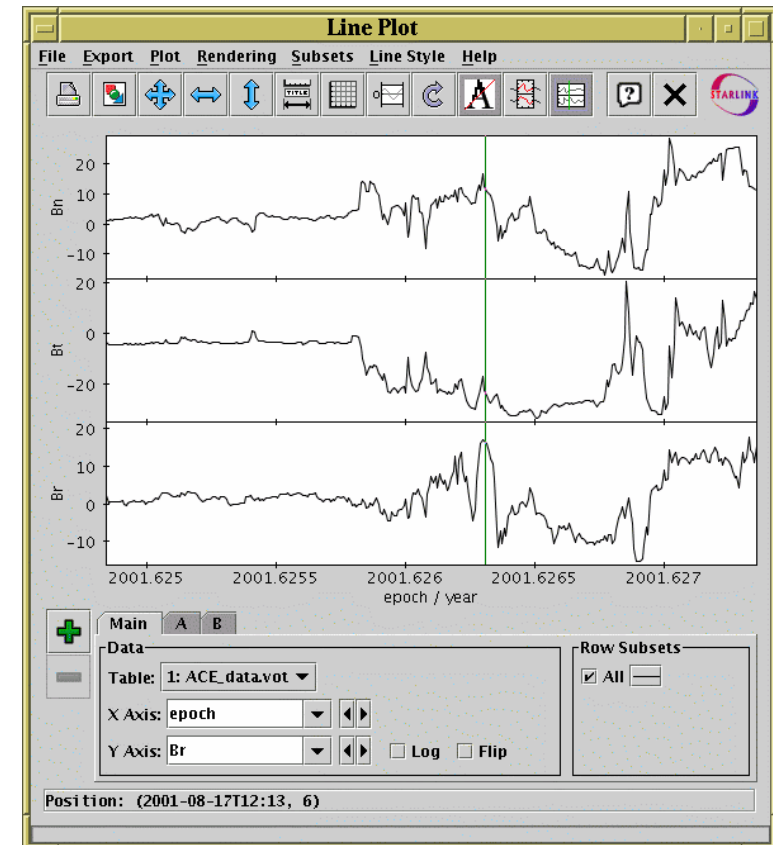 Line Plot
File Export Plot Rendering Subsets Line Style Help
TITLE
A
?
STARLINK
Bn
20
10
0
-10
Bt
20
0
-20
Br
20
10
0
-10
2001.625 2001.6255 2001.626 2001.6265 2001.627
epoch / year
Main A B
Data
Table: 1: ACE_data.vot
X Axis: epoch
Y Axis: Br Log Flip
Row Subsets
All
Position: (2001-08-17T12:13, 6)